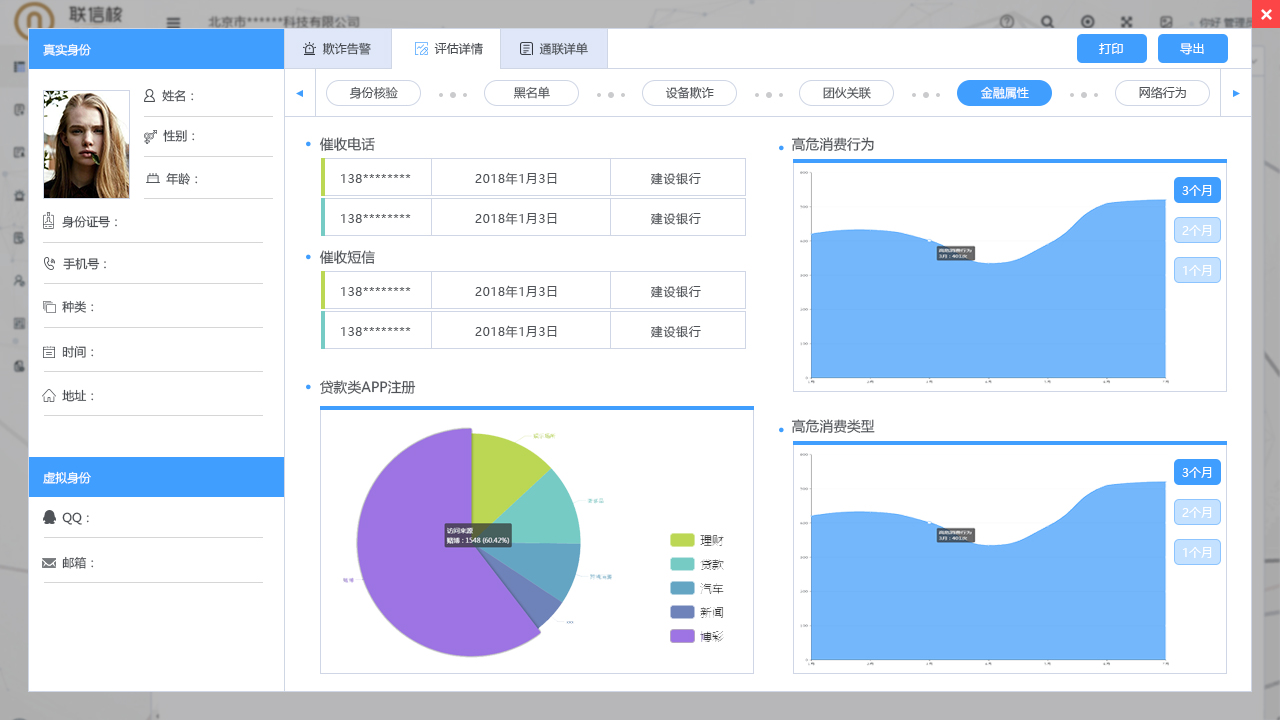 联信核
北京市******科技有限公司
你好 管理员
真实身份
欺诈告警
评估详情
通联详单
打印
导出
身份核验
黑名单
设备欺诈
团伙关联
金融属性
网络行为
姓名：
性别：
年龄：
身份证号：
手机号：
种类：
时间：
地址：
虚拟身份
QQ：
邮箱：
催收电话
138******** 2018年1月3日 建设银行
138******** 2018年1月3日 建设银行
催收短信
138******** 2018年1月3日 建设银行
138******** 2018年1月3日 建设银行
贷款类APP注册
访问来源
赌博 : 1548 (60.42%)
理财
贷款
汽车
新闻
博彩
高危消费行为
3个月
2个月
1个月
高危消费类型
3个月
2个月
1个月